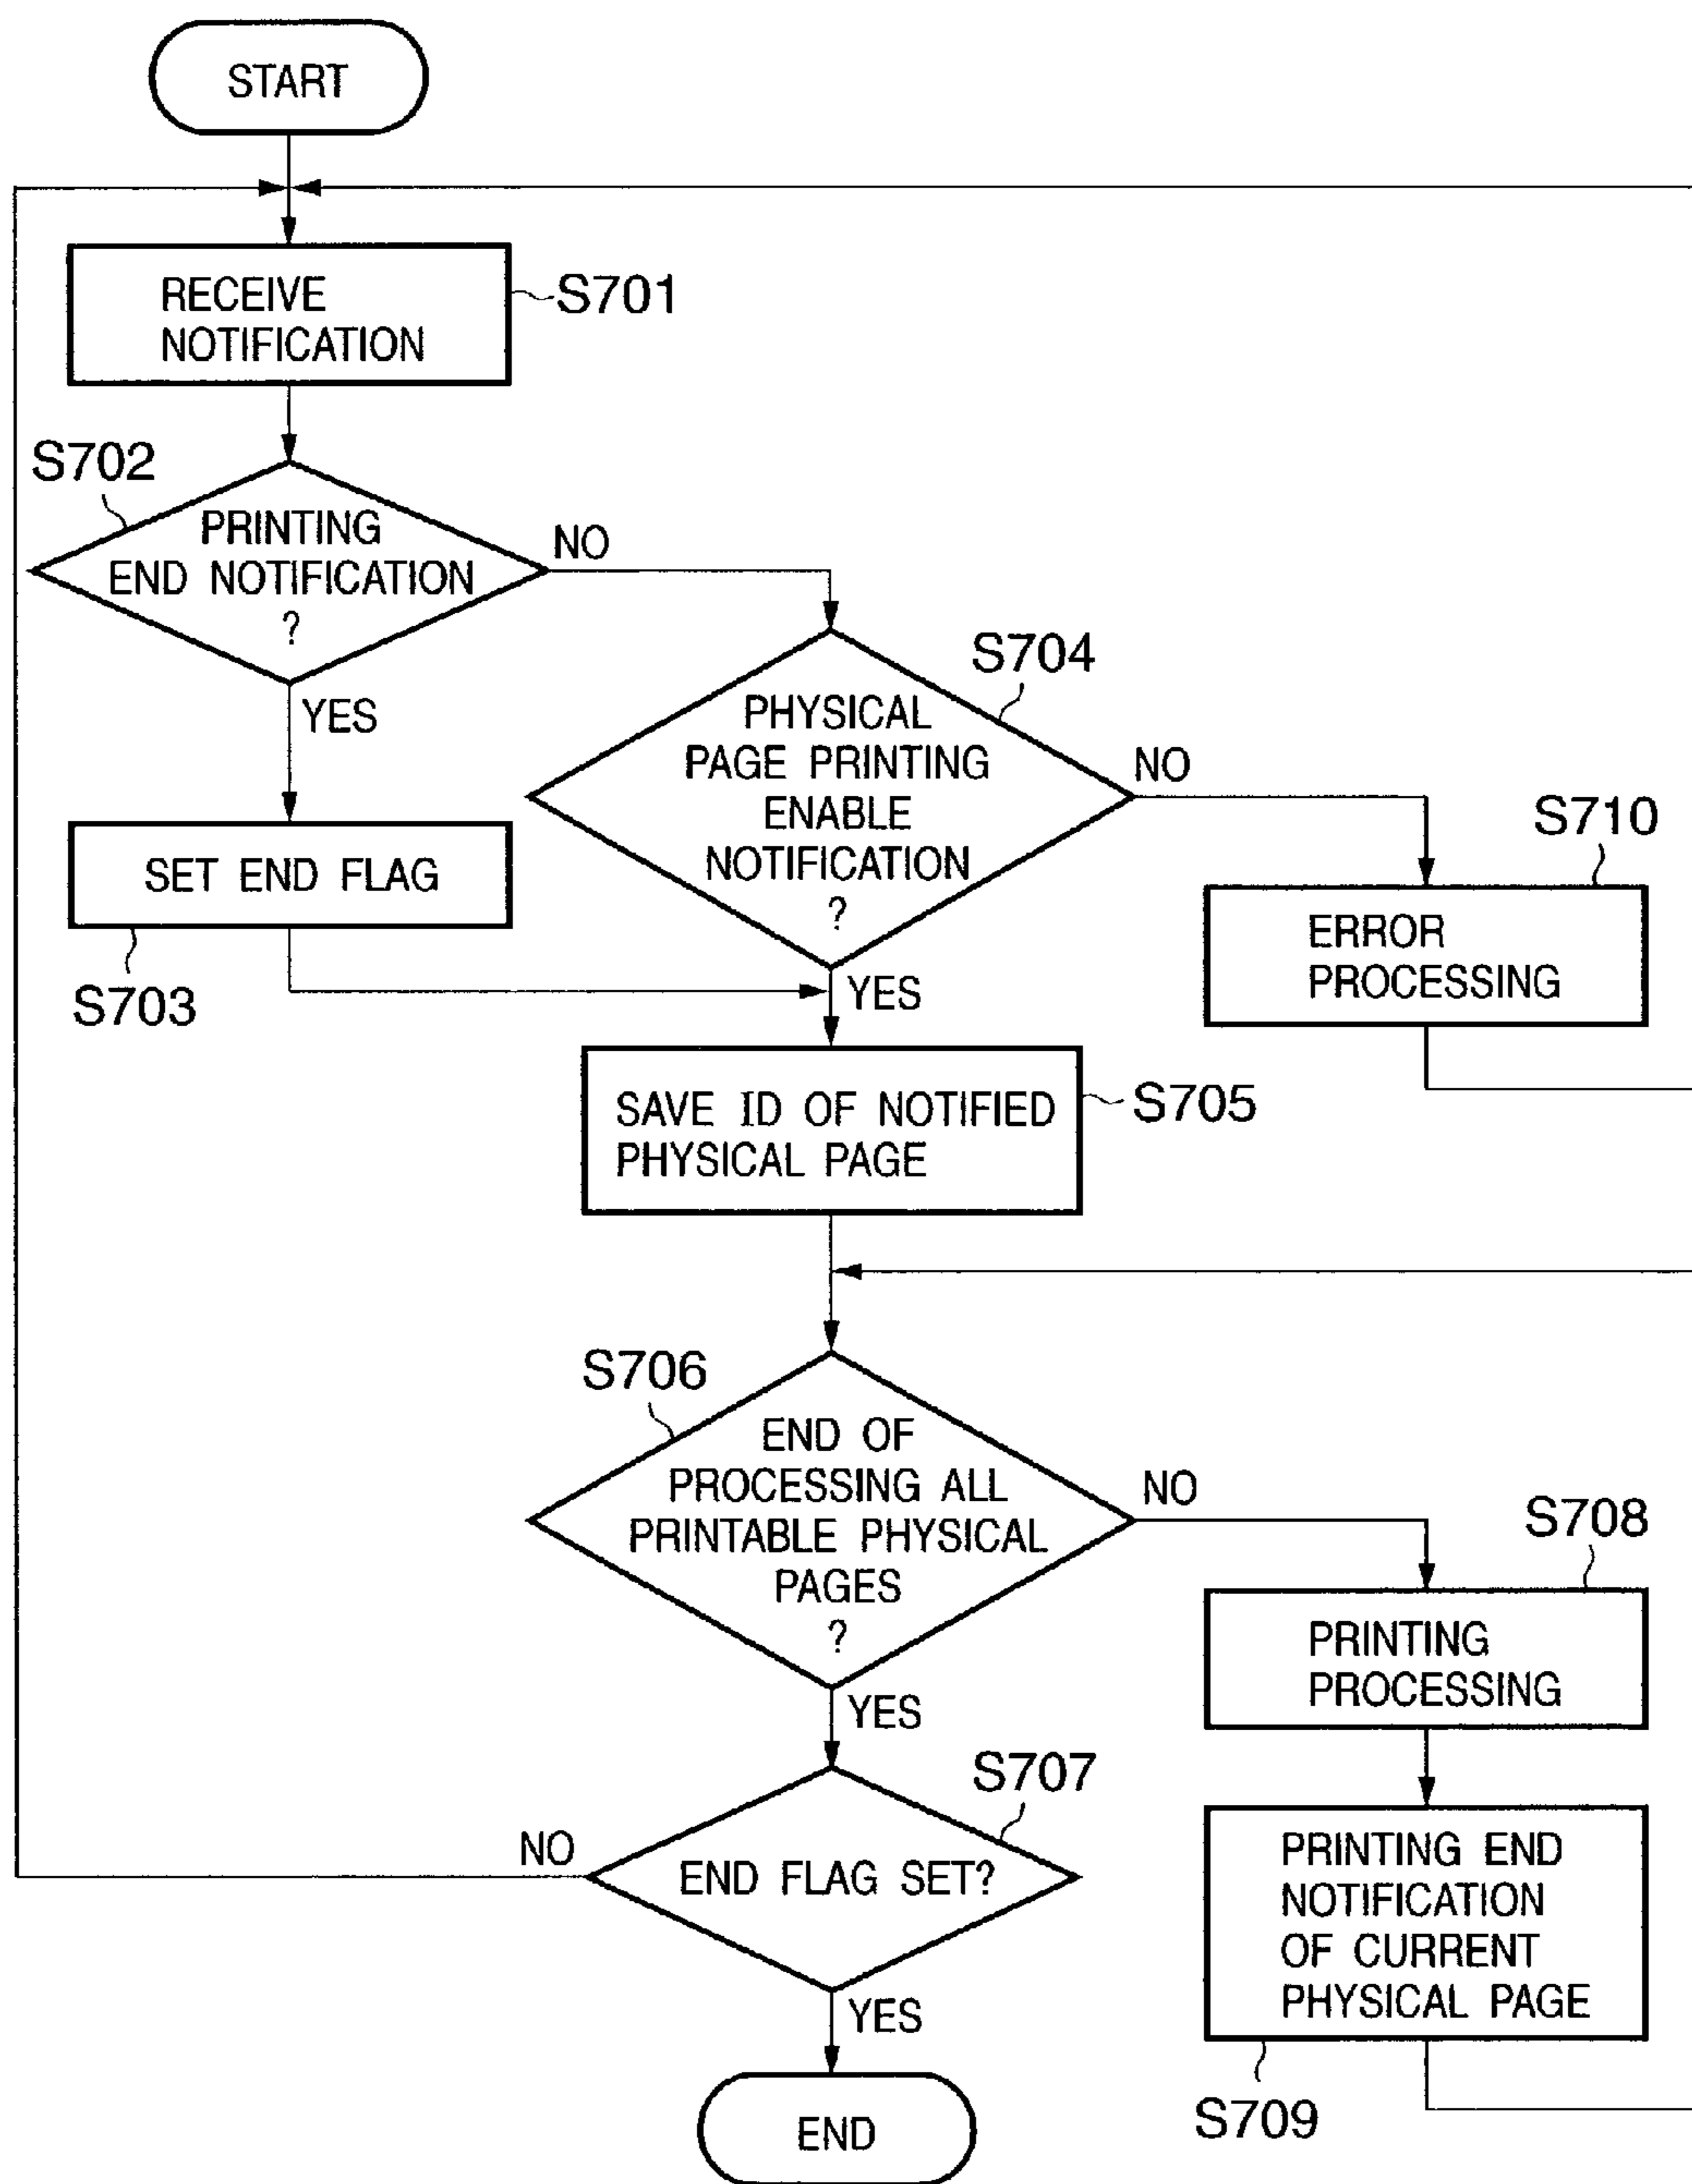 START
RECEIVE
NOTIFICATION
S701
S702
PRINTING
END NOTIFICATION
?
NO
YES
SET END FLAG
S703
S704
PHYSICAL
PAGE PRINTING
ENABLE
NOTIFICATION
?
NO
YES
S710
ERROR
PROCESSING
SAVE ID OF NOTIFIED
PHYSICAL PAGE
S705
S706
END OF
PROCESSING ALL
PRINTABLE PHYSICAL
PAGES
?
NO
YES
S708
PRINTING
PROCESSING
S707
END FLAG SET?
NO
YES
PRINTING END
NOTIFICATION
OF CURRENT
PHYSICAL PAGE
S709
END